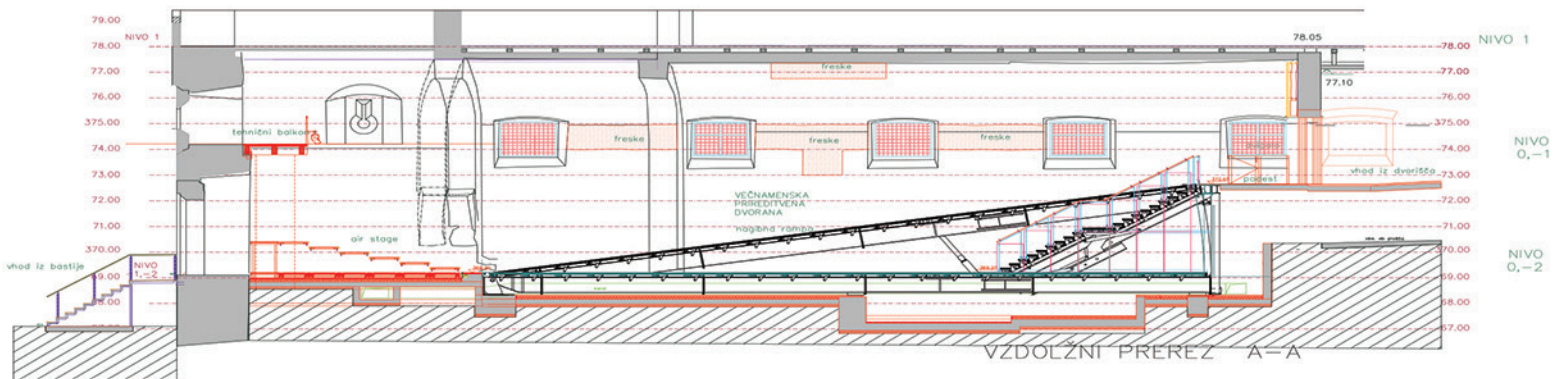 79.00
NIVO 1
78.00
77.00
76.00
375.00
74.00
73.00
72.00
71.00
370.00
70.00
69.00
68.00
67.00
tehnični balkon
air stage
vhod iz bastije
NIVO
1,-2
freske
freske
freske
freske
VEČNAMENSKA
PRIREDITVENA
DVORANA
nagibna rampa
podest
vhod iz dvorišča
78.05
77.10
78.00
NIVO 1
77.00
76.00
375.00
74.00
NIVO
0,-1
73.00
72.00
71.00
370.00
70.00
NIVO
0,-2
69.00
68.00
67.00
VZDOLŽNI PREREZ A-A